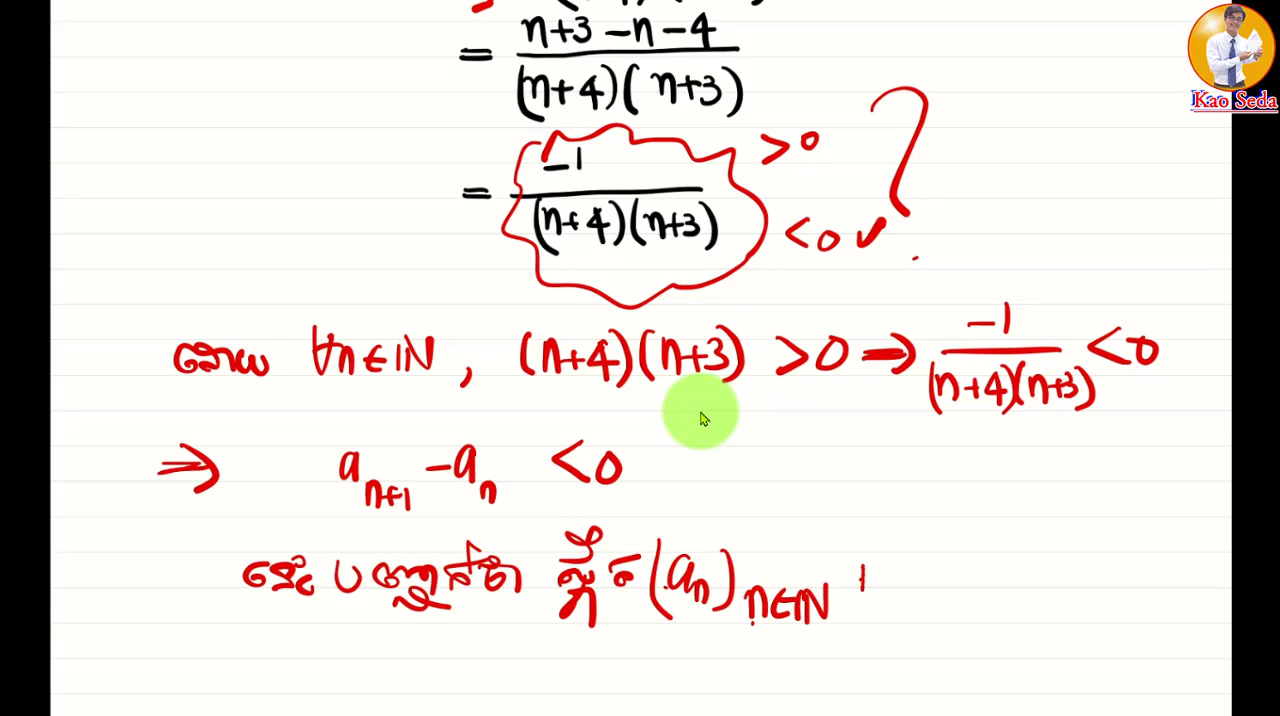 = n+3 -n-4 / (n+4)(n+3)
Kao Seda
= -1 / (n+4)(n+3) >0 ?
<0 ✓
ដោយ ∀n∈ℕ, (n+4)(n+3) >0 ⇒ -1 / (n+4)(n+3) <0
⇒ aₙ₊₁ - aₙ <0
(aₙ)ₙ∈ℕ